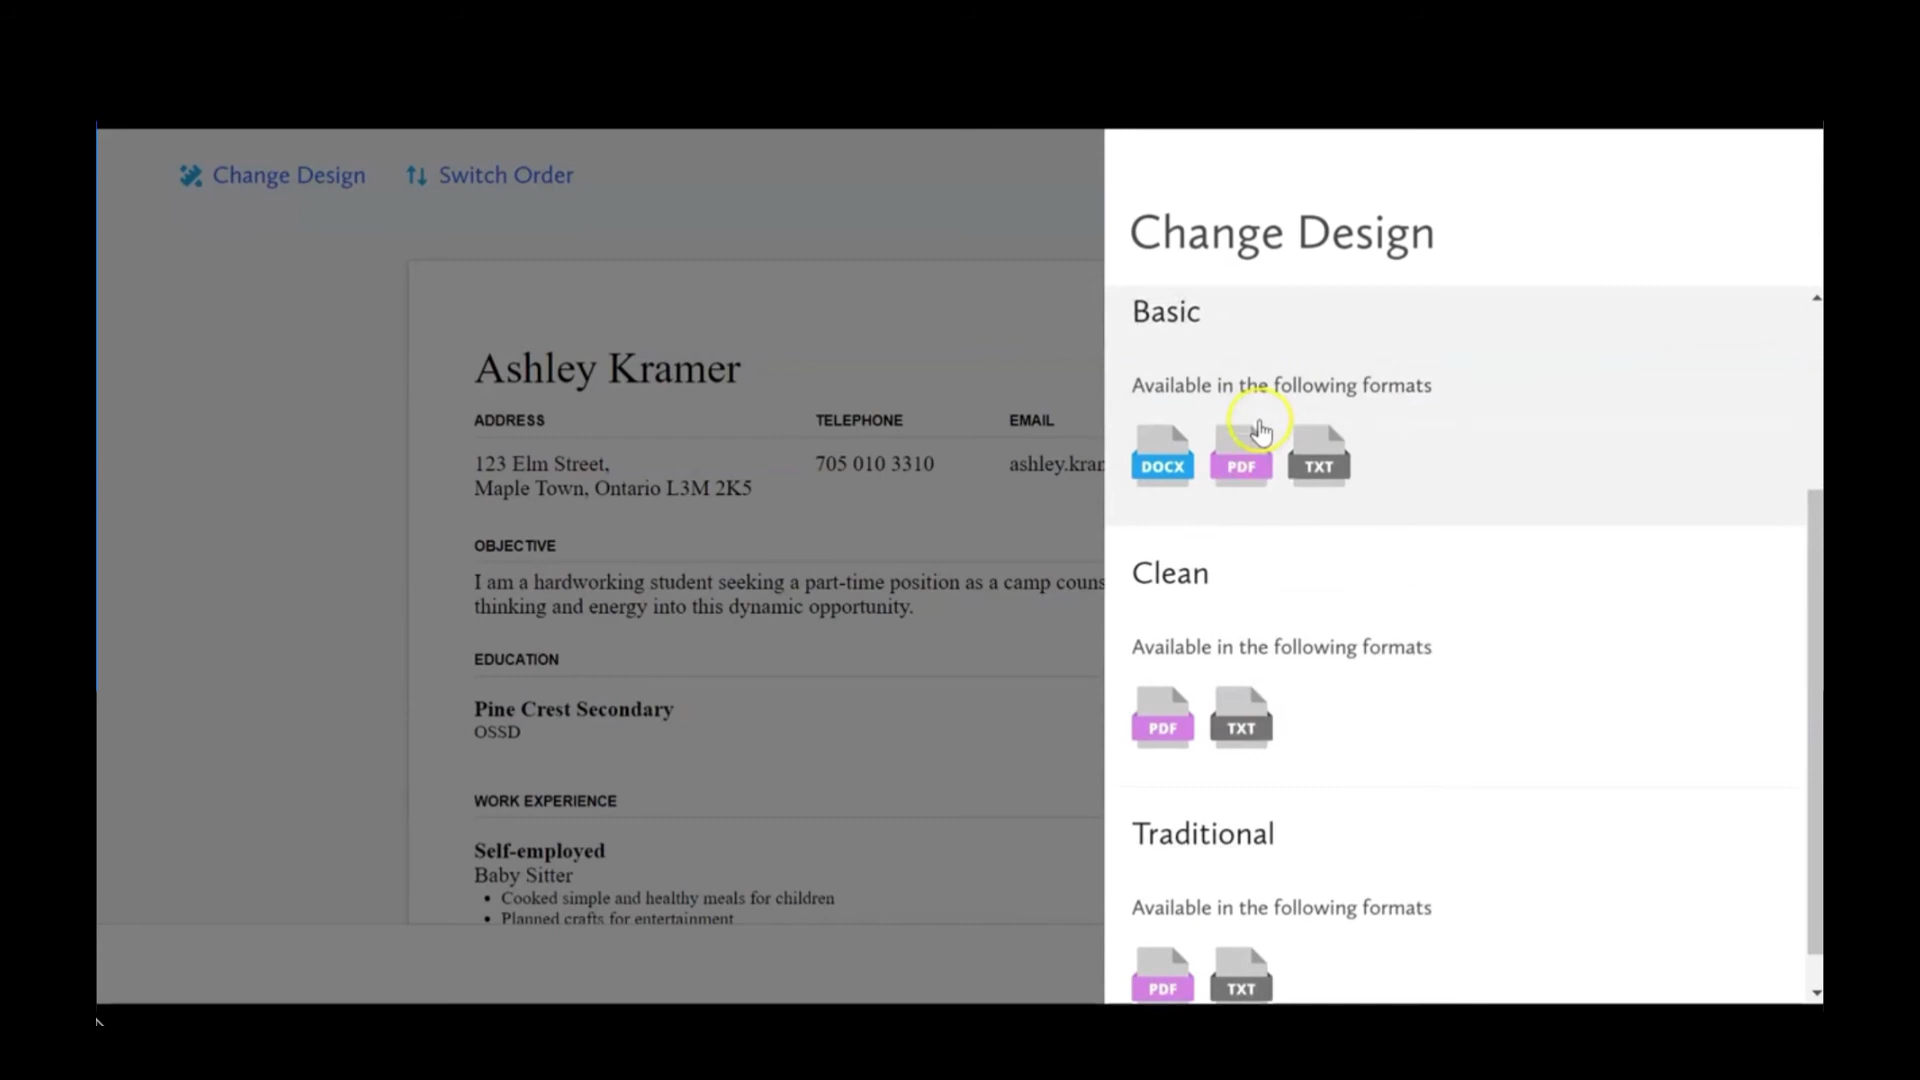 Change Design
Switch Order
Ashley Kramer
ADDRESS TELEPHONE EMAIL
123 Elm Street, 705 010 3310 ashley.kram
Maple Town, Ontario L3M 2K5
OBJECTIVE
I am a hardworking student seeking a part-time position as a camp couns
thinking and energy into this dynamic opportunity.
EDUCATION
Pine Crest Secondary
OSSD
WORK EXPERIENCE
Self-employed
Baby Sitter
• Cooked simple and healthy meals for children
• Planned crafts for entertainment
Change Design
Basic
Available in the following formats
DOCX PDF TXT
Clean
Available in the following formats
PDF TXT
Traditional
Available in the following formats
PDF TXT